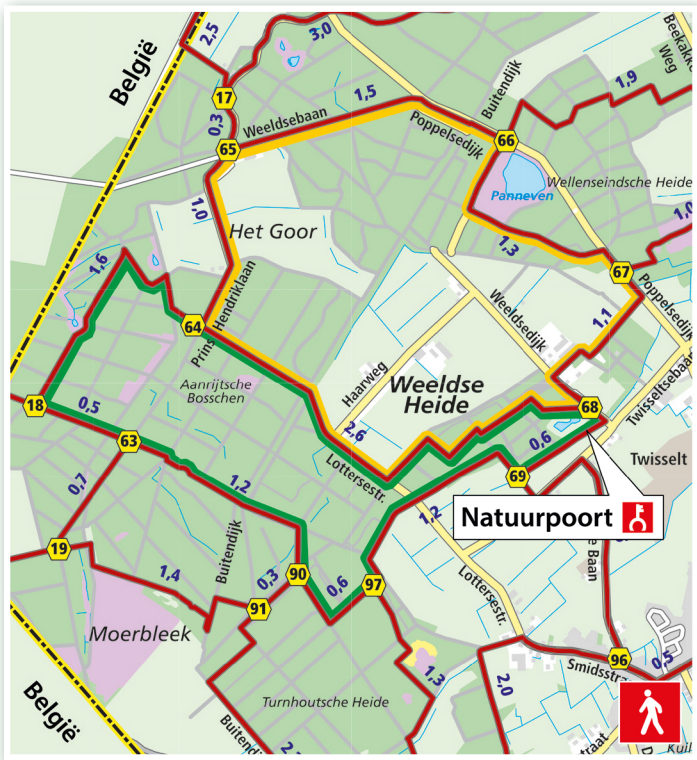 België
2,5
3,0
17
0,3
Weeldsebaan
1,5
65
Poppelsedijk
Buitendijk
66
1,9
Weg
Panneven
Wellenseindsche Heide
1,0
1,0
Het Goor
1,3
67
Poppelsedijk
1,6
64
Prins Hendriklaan
Weeldsedijk
1,1
Aanrijtsche
Bosschen
Haarweg
Weeldse
Heide
Twisseltsebaan
18
0,5
63
2,6
68
0,6
Lottersestr.
69
Twisselt
0,7
1,2
1,2
Natuurpoort
Buitendijk
19
1,4
0,3
90
0,6
97
Lottersestr.
Baan
91
Moerbleek
96
0,5
België
Turnhoutsche Heide
1,3
2,0